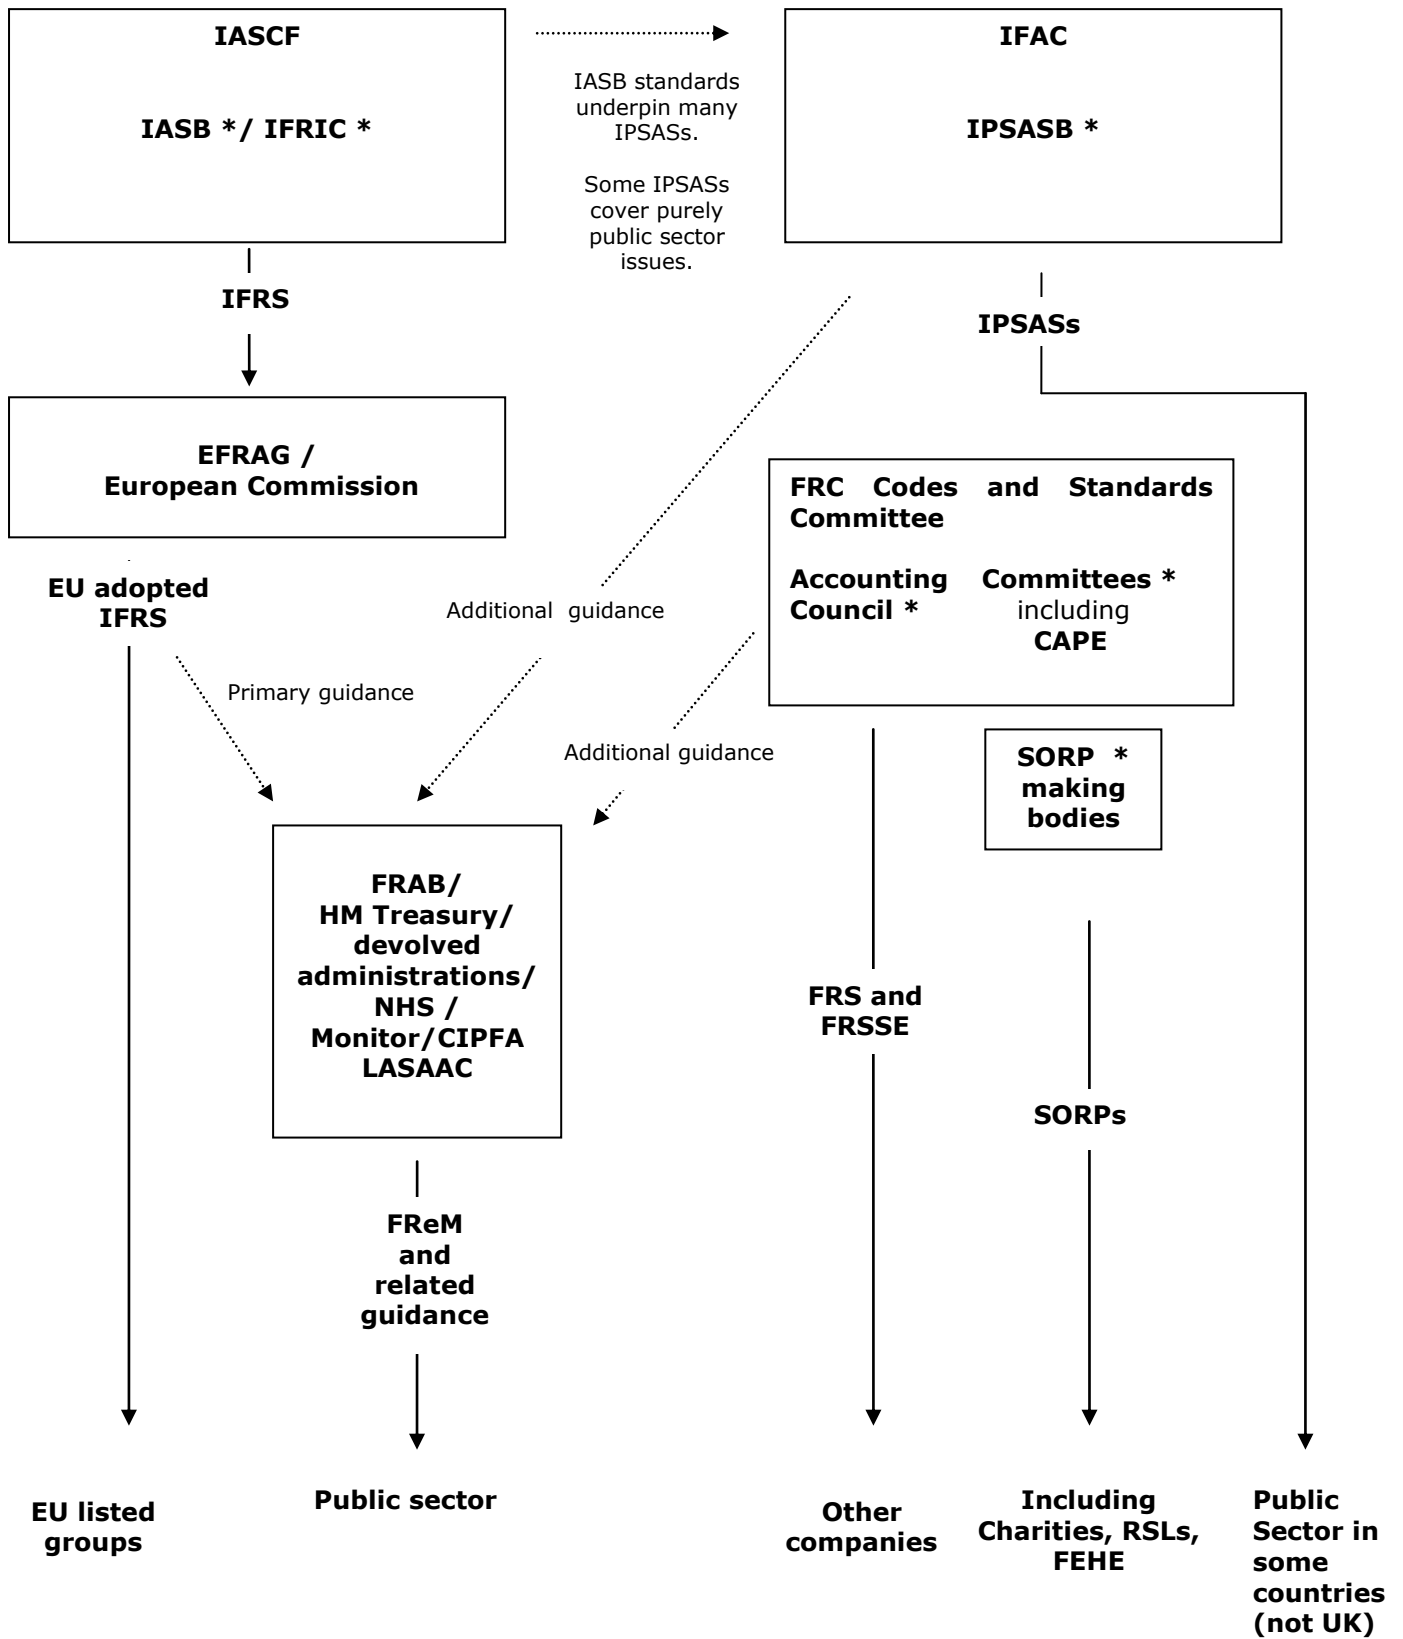 IASCF
IASB */ IFRIC *
IASB standards
underpin many
IPSASs.
Some IPSASs
cover purely
public sector
issues.
IFAC
IPSASB *
IFRS
IPSASs
EFRAG /
European Commission
FRC Codes and Standards
Committee
Accounting
Council *
Committees *
including
CAPE
EU adopted
IFRS
Additional guidance
Primary guidance
Additional guidance
SORP *
making
bodies
FRAB/
HM Treasury/
devolved
administrations/
NHS /
Monitor/CIPFA
LASAAC
FRS and
FRSSE
SORPs
FReM
and
related
guidance
EU listed
groups
Public sector
Other
companies
Including
Charities, RSLs,
FEHE
Public
Sector in
some
countries
(not UK)